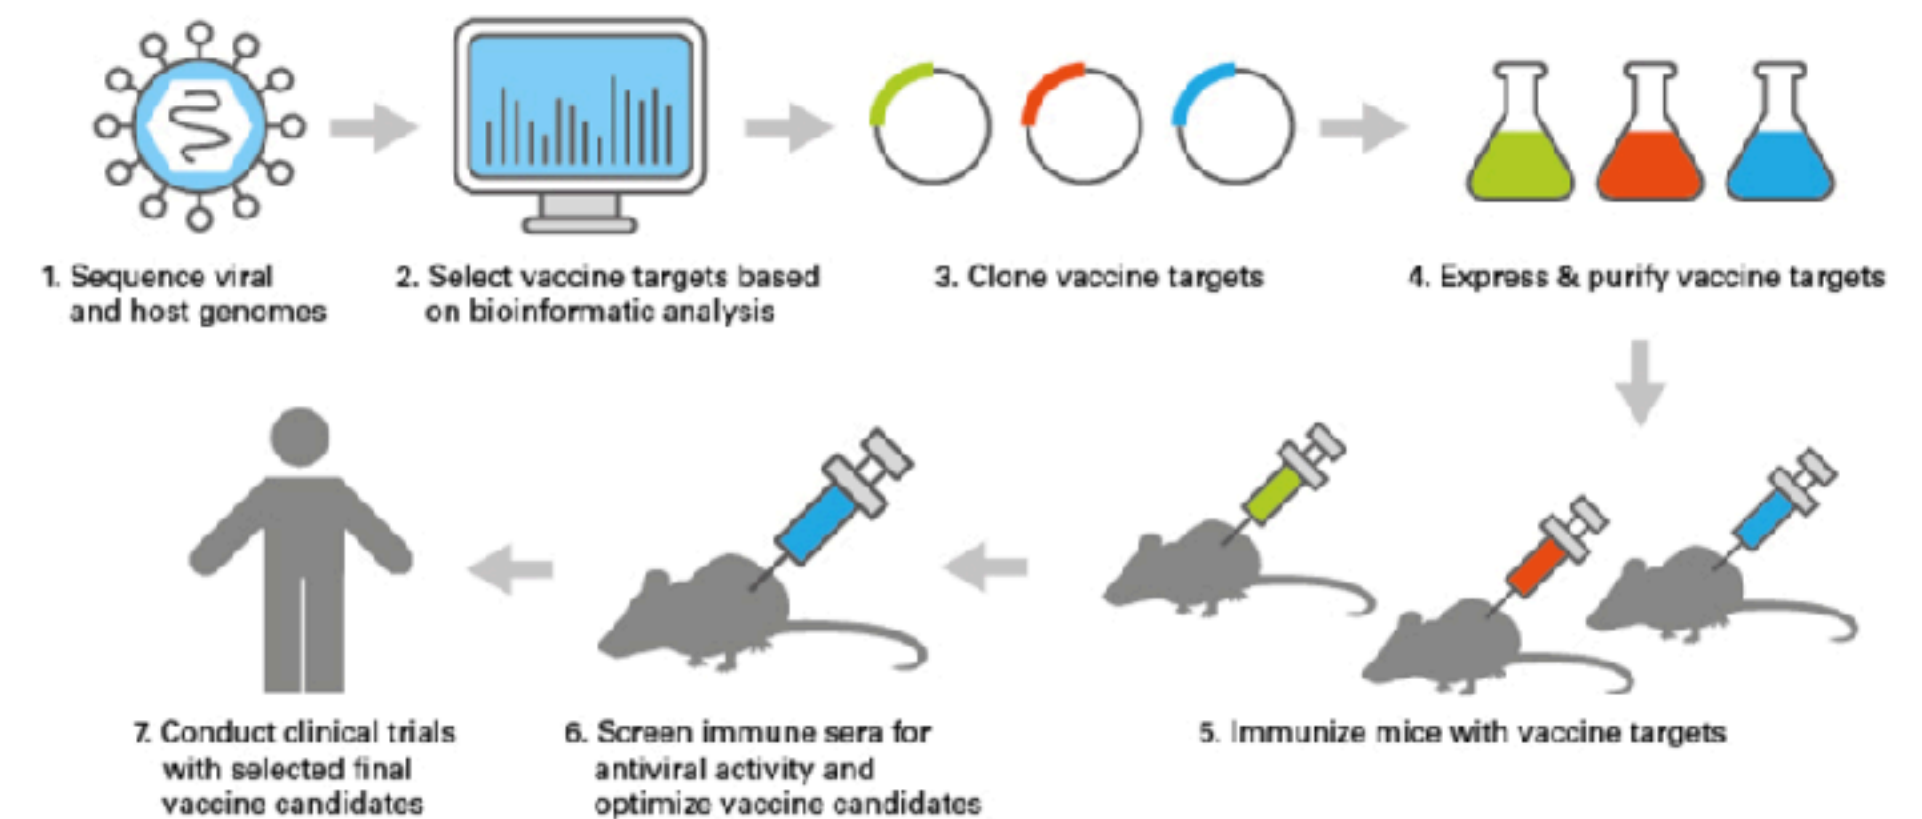 1. Sequence viral
and host genomes
2. Select vaccine targets based
on bioinformatic analysis
3. Clone vaccine targets
4. Express & purify vaccine targets
5. Immunize mice with vaccine targets
6. Screen immune sera for
antiviral activity and
optimize vaccine candidates
7. Conduct clinical trials
with selected final
vaccine candidates